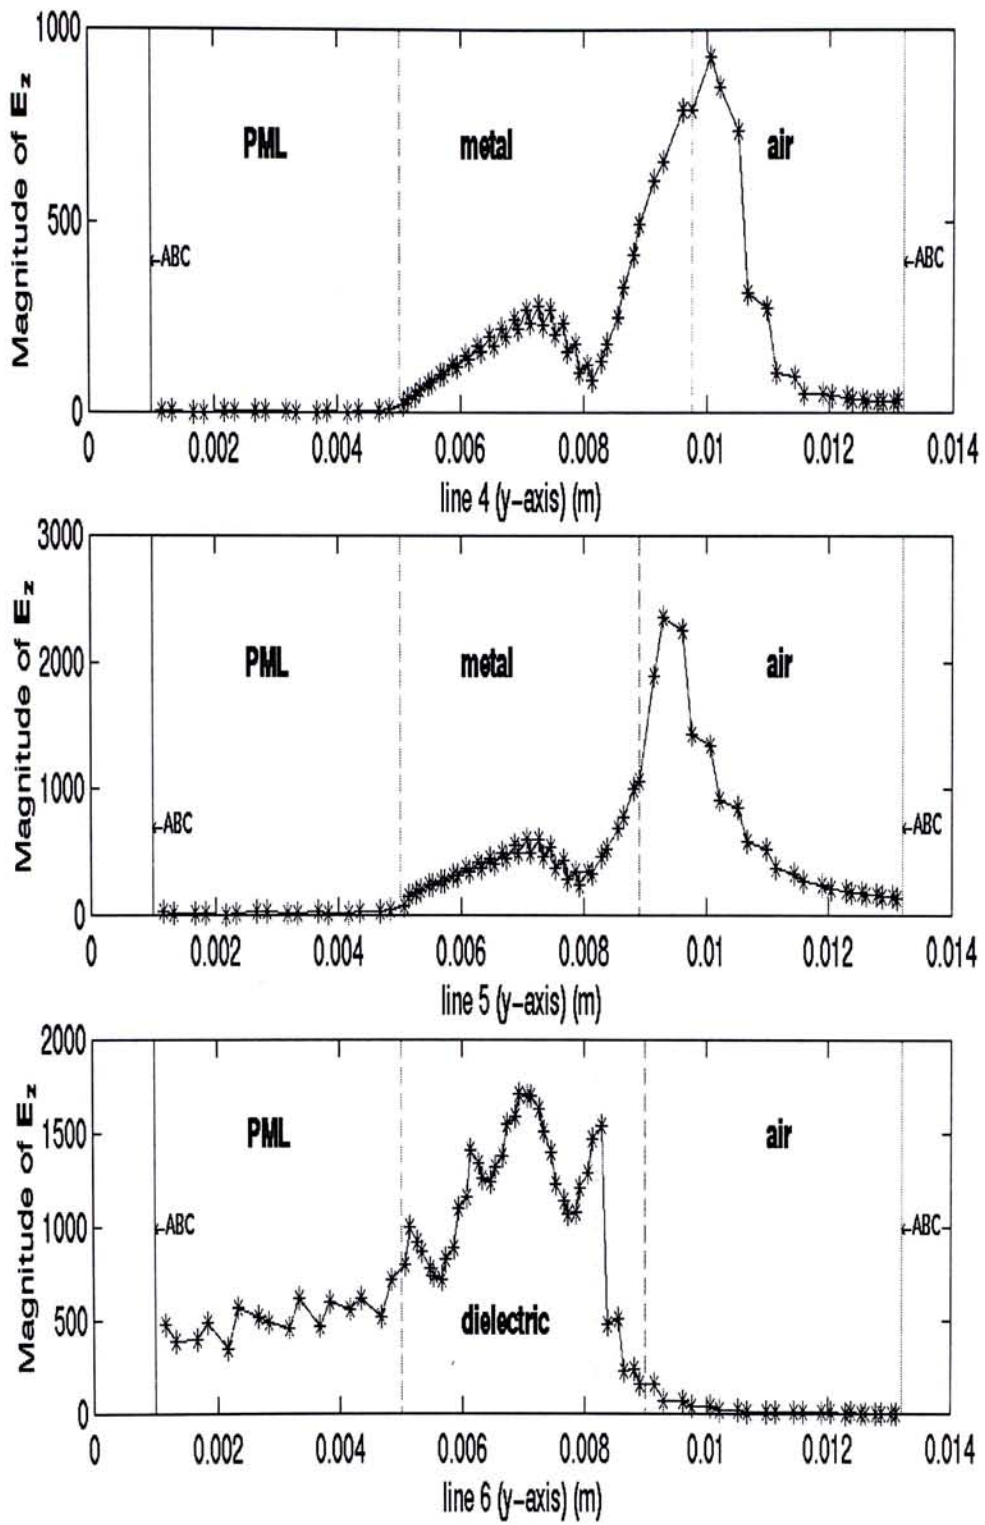 1000
500
0
Magnitude of Ez
PML
metal
air
←ABC
←ABC
0 0.002 0.004 0.006 0.008 0.01 0.012 0.014
line 4 (y−axis) (m)
3000
2000
1000
0
Magnitude of Ez
PML
metal
air
←ABC
←ABC
0 0.002 0.004 0.006 0.008 0.01 0.012 0.014
line 5 (y−axis) (m)
2000
1500
1000
500
0
Magnitude of Ez
PML
air
←ABC
←ABC
dielectric
0 0.002 0.004 0.006 0.008 0.01 0.012 0.014
line 6 (y−axis) (m)